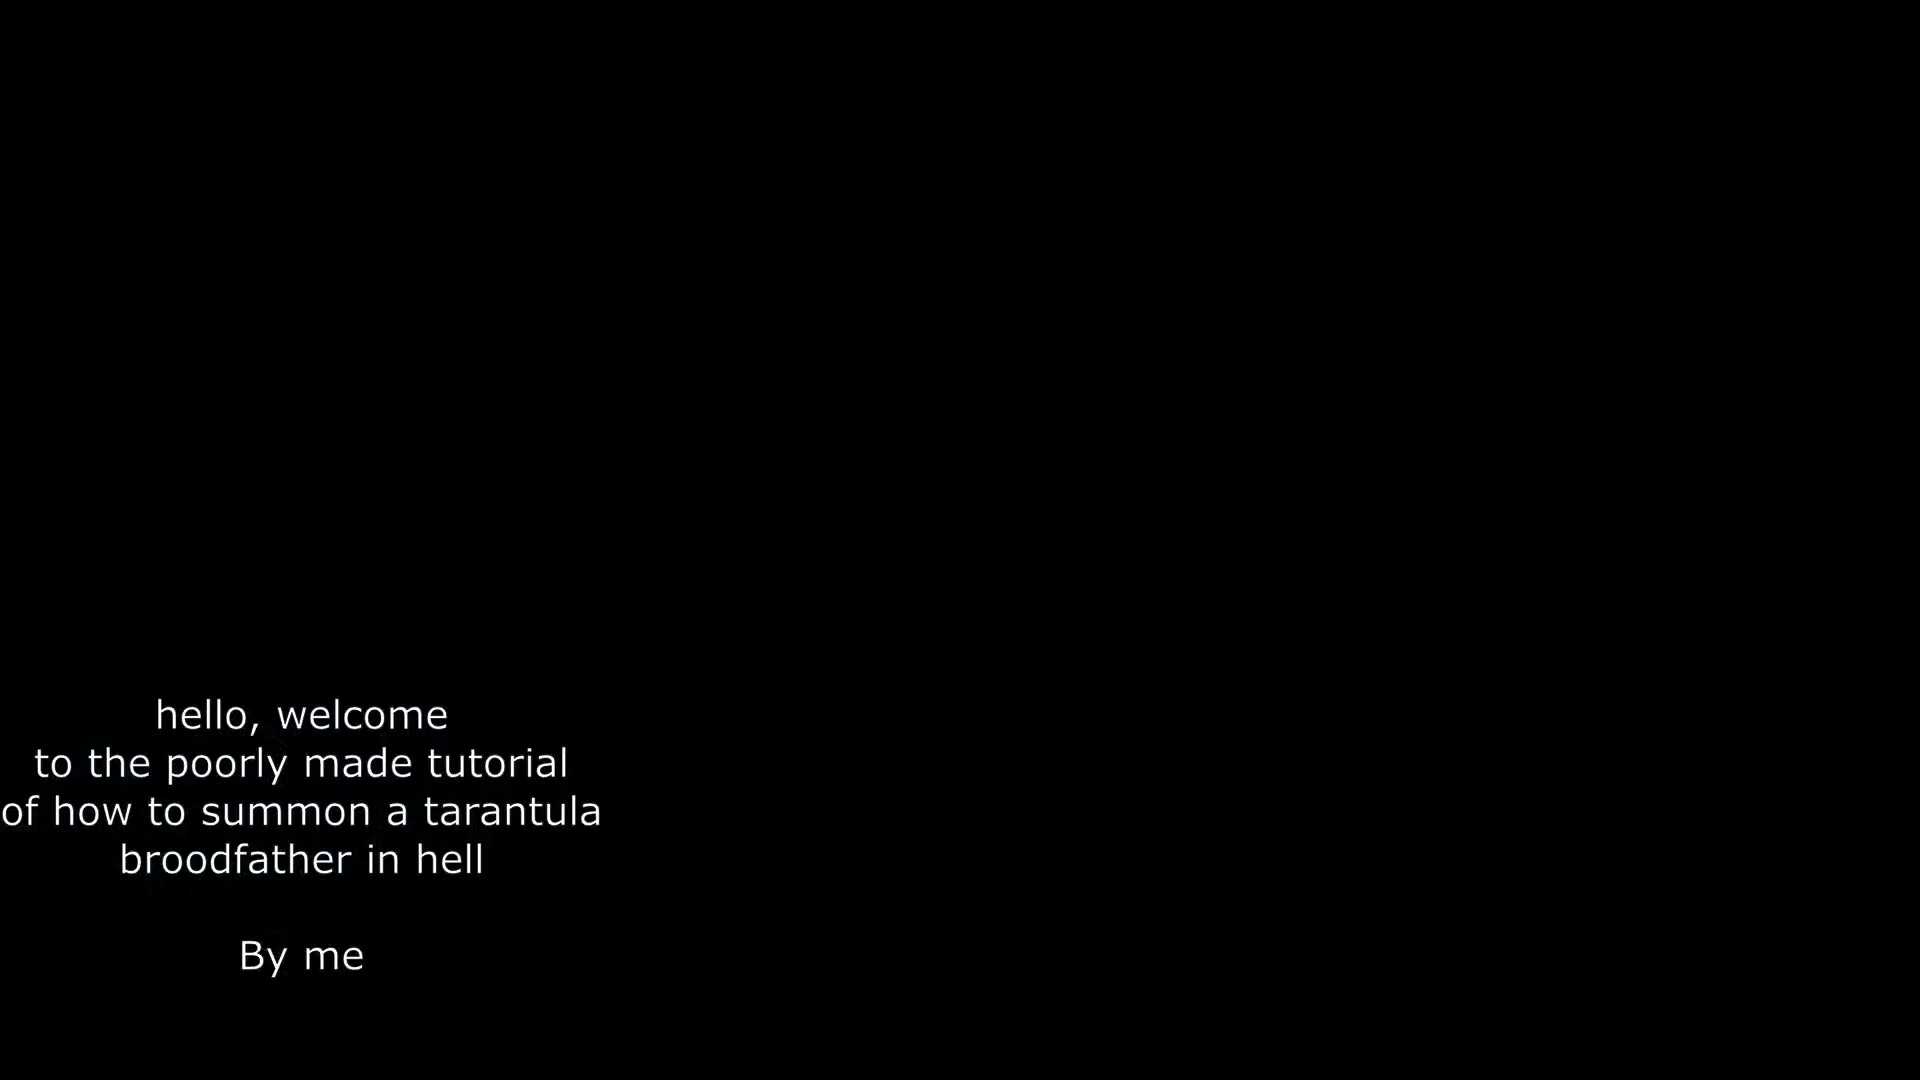 hello, welcome
to the poorly made tutorial
of how to summon a tarantula
broodfather in hell
By me